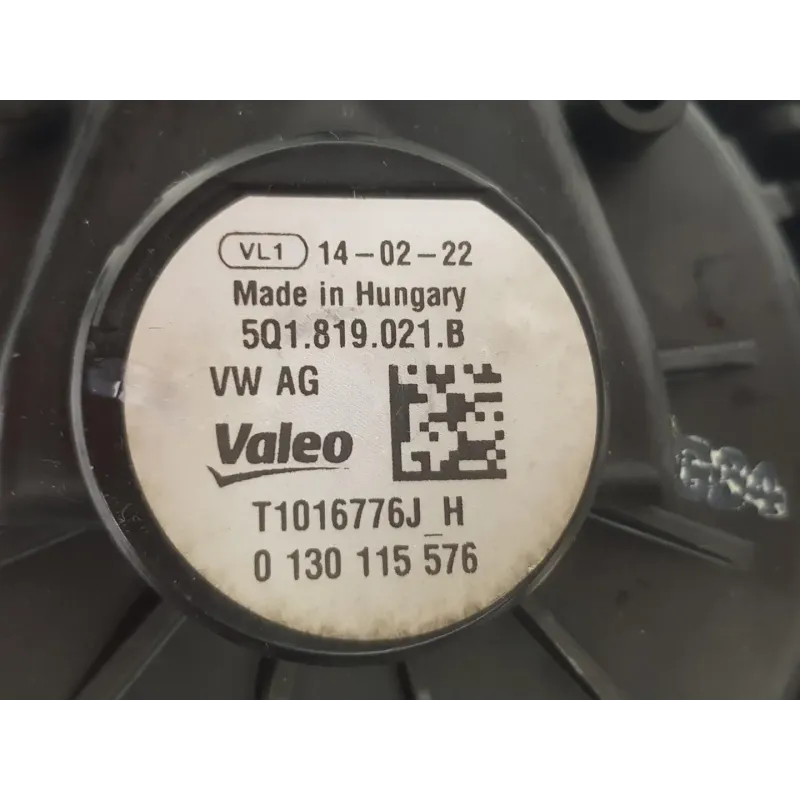 VL1 14-02-22
Made in Hungary
5Q1.819.021.B
VW AG
Valeo
T1016776J_H
0 130 115 576